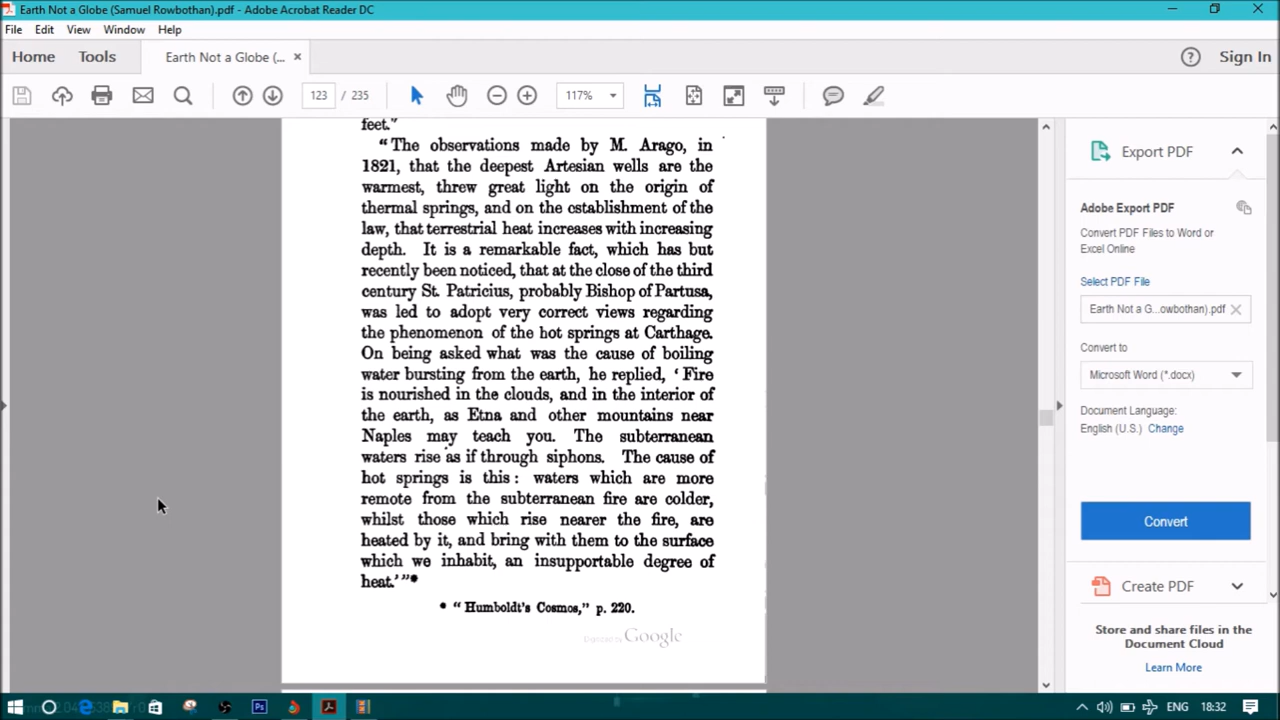 Earth Not a Globe (Samuel Rowbothan).pdf - Adobe Acrobat Reader DC
File Edit View Window Help
Home Tools Earth Not a Globe (... × Sign In
123 / 235 117%
feet."
"The observations made by M. Arago, in
1821, that the deepest Artesian wells are the
warmest, threw great light on the origin of
thermal springs, and on the establishment of the
law, that terrestrial heat increases with increasing
depth. It is a remarkable fact, which has but
recently been noticed, that at the close of the third
century St. Patricius, probably Bishop of Partusa,
was led to adopt very correct views regarding
the phenomenon of the hot springs at Carthage.
On being asked what was the cause of boiling
water bursting from the earth, he replied, 'Fire
is nourished in the clouds, and in the interior of
the earth, as Etna and other mountains near
Naples may teach you. The subterranean
waters rise as if through siphons. The cause of
hot springs is this: waters which are more
remote from the subterranean fire are colder,
whilst those which rise nearer the fire, are
heated by it, and bring with them to the surface
which we inhabit, an insupportable degree of
heat.'"*
* "Humboldt's Cosmos," p. 220.
Digitized by Google
Export PDF
Adobe Export PDF
Convert PDF Files to Word or
Excel Online
Select PDF File
Earth Not a G...owbothan).pdf ×
Convert to
Microsoft Word (*.docx)
Document Language:
English (U.S.) Change
Convert
Create PDF
Store and share files in the
Document Cloud
Learn More
ENG 18:32